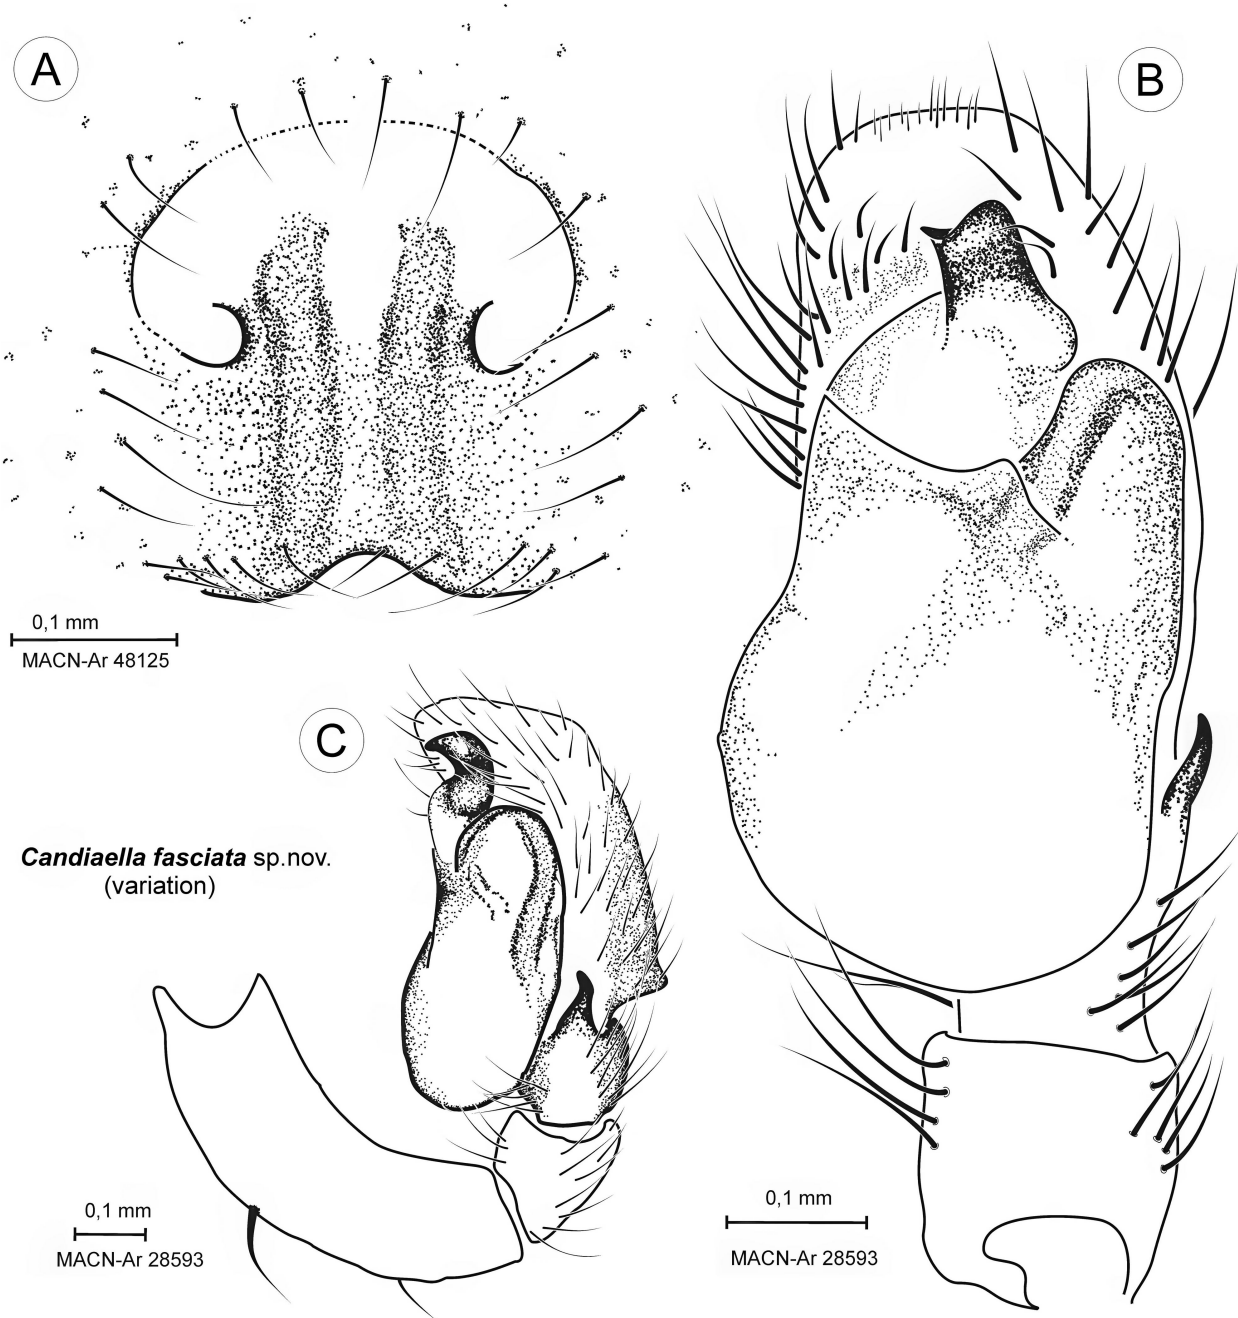 A
B
0,1 mm
MACN-Ar 48125
C
Candiaella fasciata sp.nov.
(variation)
0,1 mm
MACN-Ar 28593
0,1 mm
MACN-Ar 28593